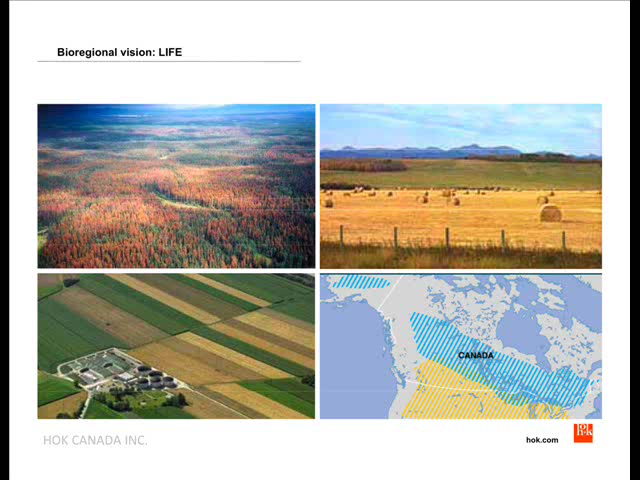 Bioregional vision: LIFE
CANADA
HOK CANADA INC.
hok.com
hok